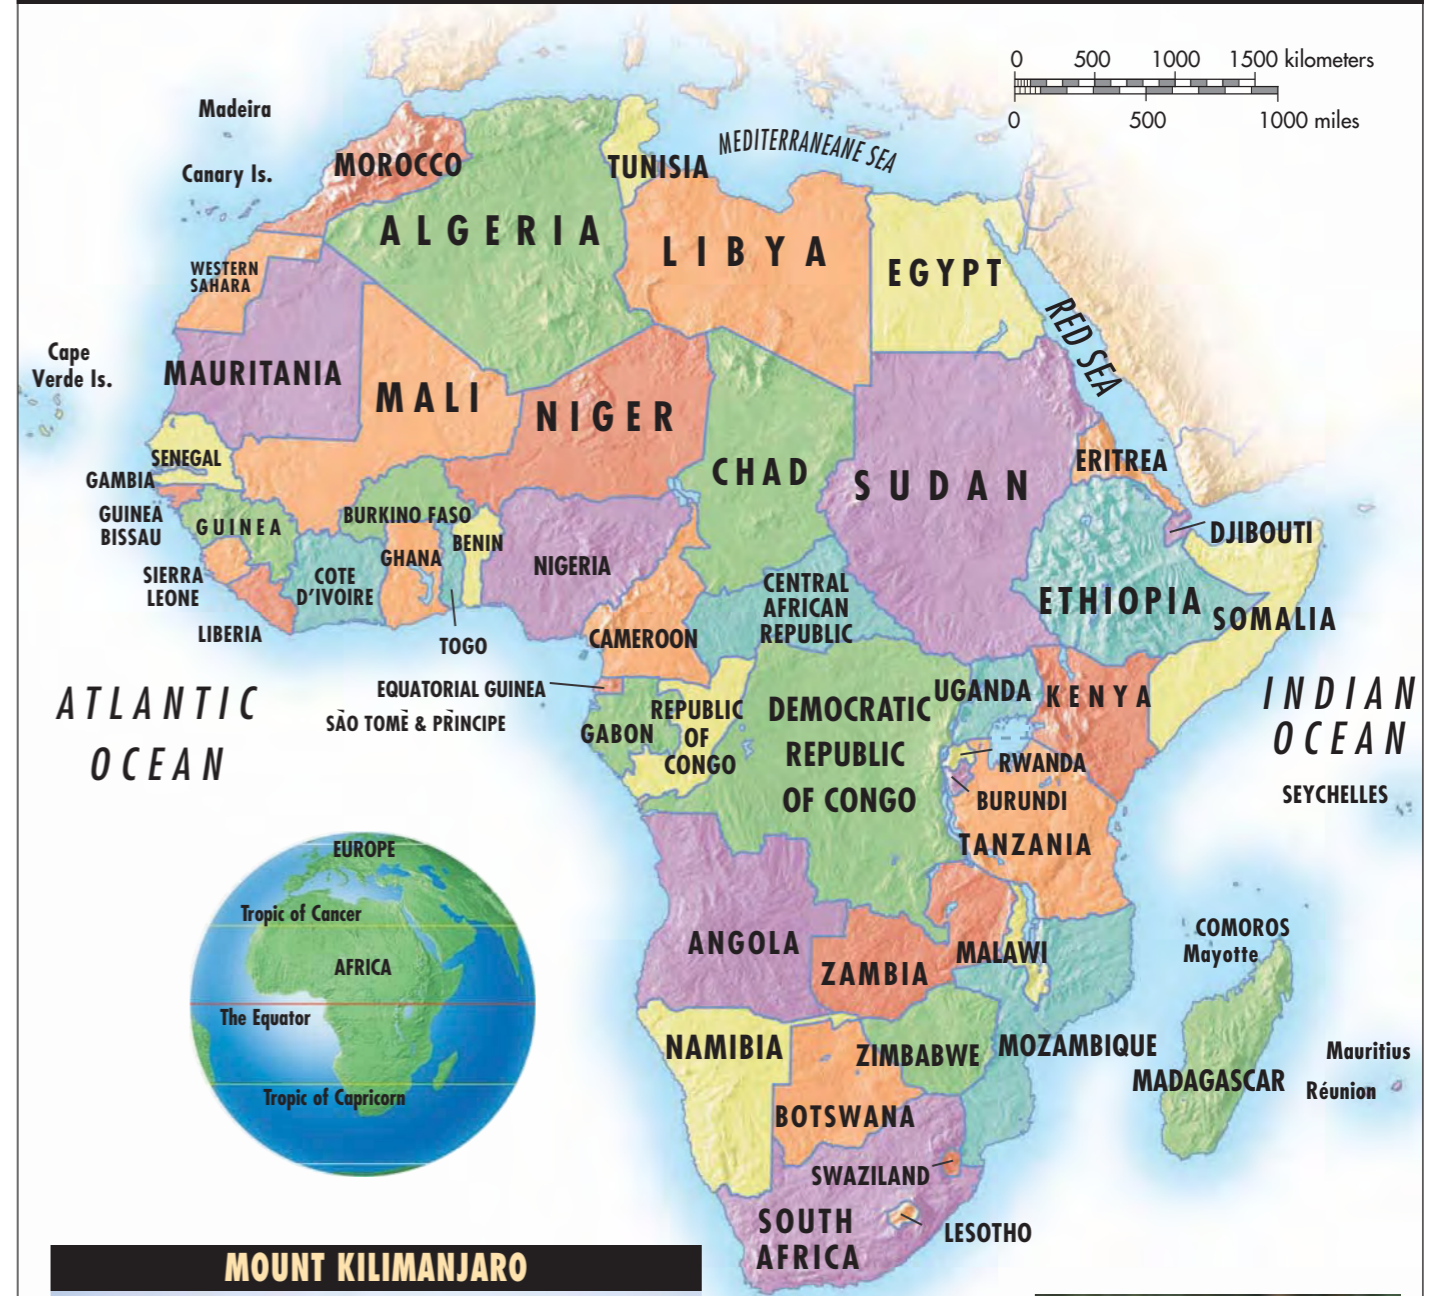 0 500 1000 1500 kilometers
0 500 1000 miles
Madeira
Canary Is.
MOROCCO
TUNISIA
MEDITERRANEANE SEA
ALGERIA
LIBYA
EGYPT
WESTERN
SAHARA
RED SEA
Cape
Verde Is.
MAURITANIA
MALI
NIGER
CHAD
SUDAN
ERITREA
SENEGAL
GAMBIA
GUINEA
BISSAU
GUINEA
BURKINO FASO
BENIN
GHANA
NIGERIA
DJIBOUTI
SIERRA
LEONE
COTE
D'IVOIRE
CENTRAL
AFRICAN
REPUBLIC
ETHIOPIA
SOMALIA
LIBERIA
TOGO
CAMEROON
ATLANTIC
OCEAN
EQUATORIAL GUINEA
SÃO TOMÉ & PRÍNCIPE
GABON
REPUBLIC
OF
CONGO
DEMOCRATIC
REPUBLIC
OF CONGO
UGANDA
KENYA
INDIAN
OCEAN
RWANDA
BURUNDI
SEYCHELLES
TANZANIA
EUROPE
Tropic of Cancer
AFRICA
The Equator
Tropic of Capricorn
ANGOLA
ZAMBIA
MALAWI
COMOROS
Mayotte
NAMIBIA
ZIMBABWE
MOZAMBIQUE
MADAGASCAR
Mauritius
Réunion
BOTSWANA
SWAZILAND
SOUTH
AFRICA
LESOTHO
MOUNT KILIMANJARO